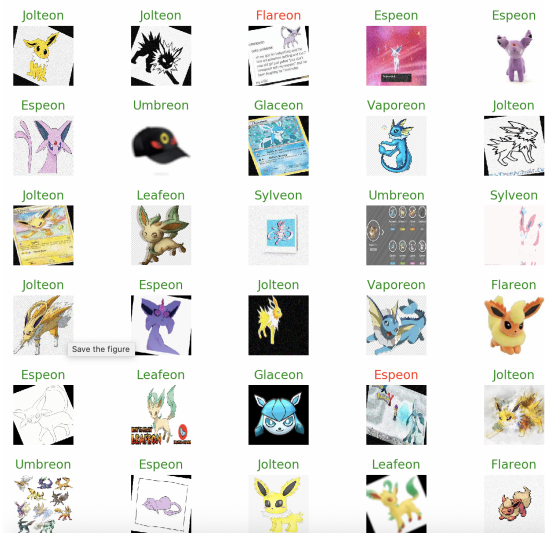 Jolteon Jolteon Flareon Espeon Espeon
Espeon Umbreon Glaceon Vaporeon Jolteon
Jolteon Leafeon Sylveon Umbreon Sylveon
Jolteon Espeon Jolteon Vaporeon Flareon
Save the figure
Espeon Leafeon Glaceon Espeon Jolteon
LEAFEON
Umbreon Espeon Jolteon Leafeon Flareon